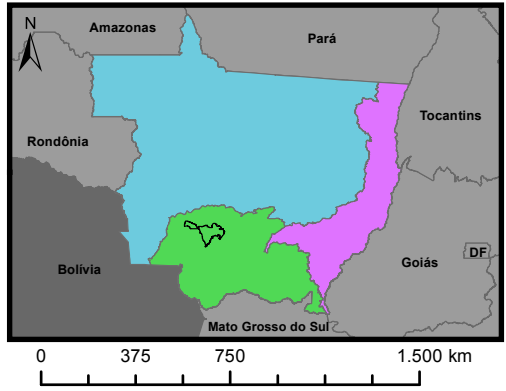 N
Amazonas
Pará
Tocantins
Rondônia
Goiás
DF
Bolívia
Mato Grosso do Sul
0 375 750 1.500 km